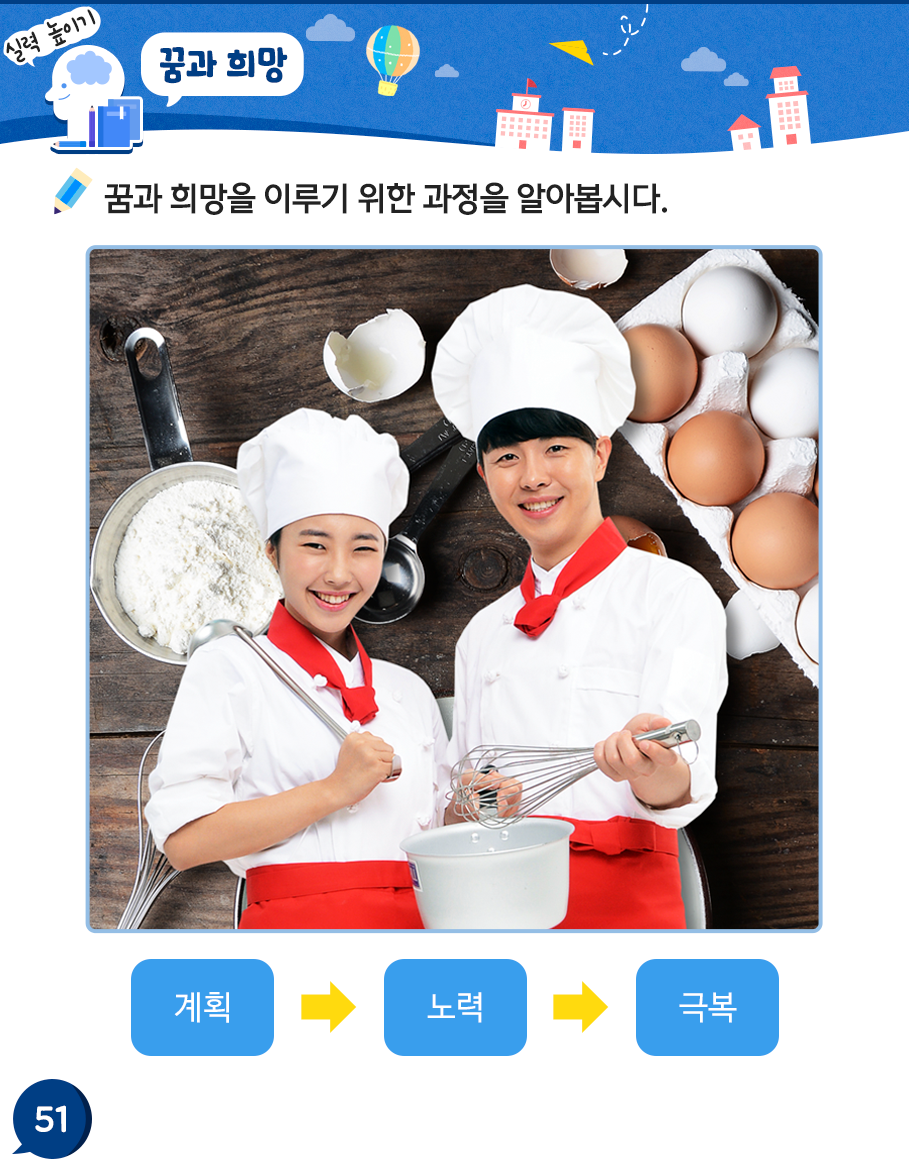 실력 높이기
꿈과 희망
꿈과 희망을 이루기 위한 과정을 알아봅시다.
계획
노력
극복
51